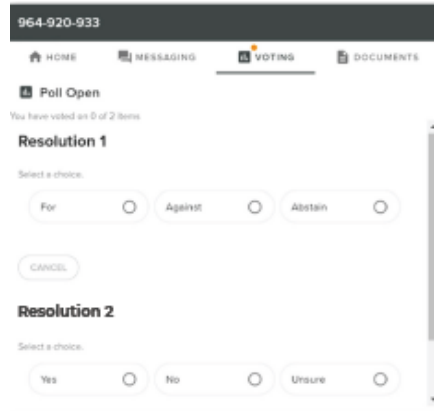 964-920-933
HOME MESSAGING VOTING DOCUMENTS
Poll Open
You have voted on 0 of 2 items
Resolution 1
Select a choice.
For Against Abstain
CANCEL
Resolution 2
Select a choice.
Yes No Unsure